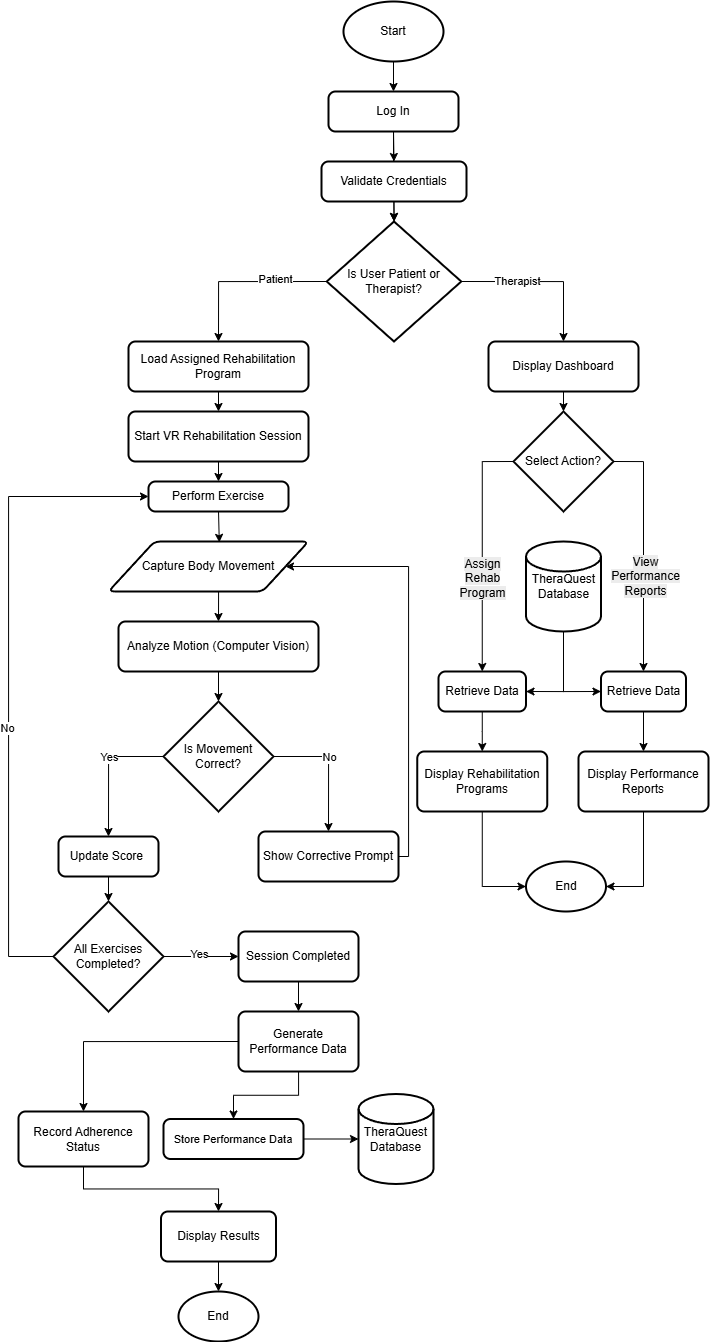 Start
Log In
Validate Credentials
Is User Patient or
Therapist?
Patient
Therapist
Load Assigned Rehabilitation
Program
Display Dashboard
Start VR Rehabilitation Session
Select Action?
Perform Exercise
Capture Body Movement
Assign
Rehab
Program
TheraQuest
Database
View
Performance
Reports
Analyze Motion (Computer Vision)
Retrieve Data
Retrieve Data
No
Is Movement
Correct?
Yes
No
Display Rehabilitation
Programs
Display Performance
Reports
Update Score
Show Corrective Prompt
End
All Exercises
Completed?
Yes
Session Completed
Generate
Performance Data
Record Adherence
Status
Store Performance Data
TheraQuest
Database
Display Results
End